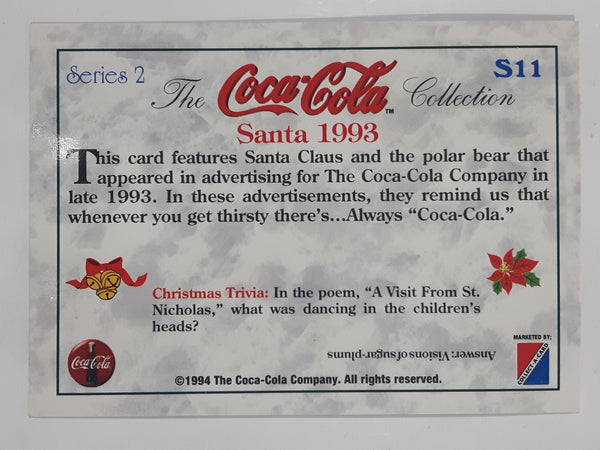 Series 2
S11
The Coca-Cola™ Collection
Santa 1993
This card features Santa Claus and the polar bear that
appeared in advertising for The Coca-Cola Company in
late 1993. In these advertisements, they remind us that
whenever you get thirsty there's...Always "Coca-Cola."
Christmas Trivia: In the poem, "A Visit From St.
Nicholas," what was dancing in the children's
heads?
Answer: Visions of sugar-plums
Coca-Cola
MARKETED BY;
COLLECT-A-CARD
©1994 The Coca-Cola Company. All rights reserved.